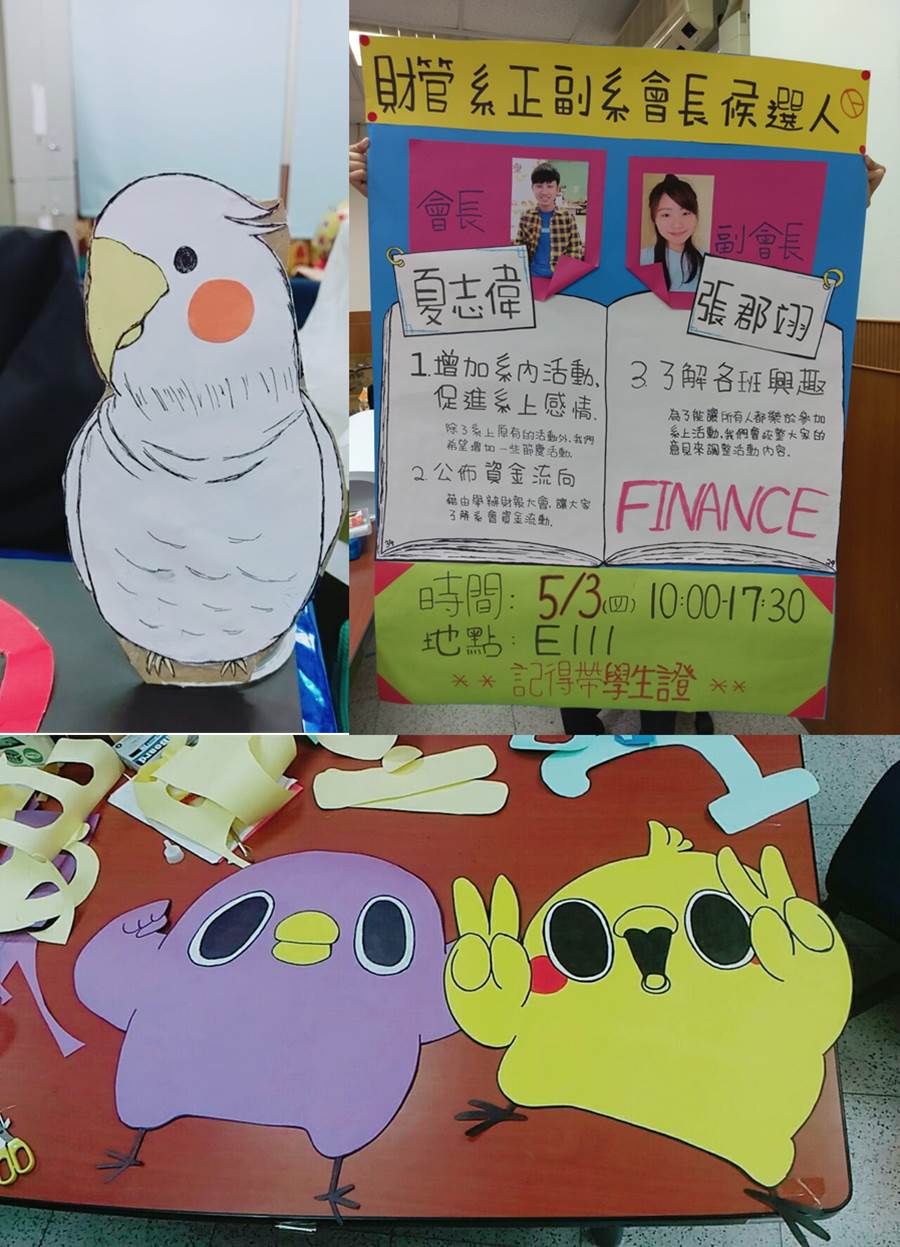 財管系正副系會長候選人
會長
副會長
夏志偉
張郡翊
1.增加系內活動,
促進系上感情.
除了系上原有的活動外,我們
希望增加一些節慶活動.
2.公佈資金流向
藉由學辦財報大會,讓大家
了解系會資金流動.
3.了解各班興趣
為了能讓所有人都樂於參加
系上活動,我們會統整大家的
意見來調整活動內容.
FINANCE
時間: 5/3(四) 10:00-17:30
地點: E111
** 記得帶學生證 **